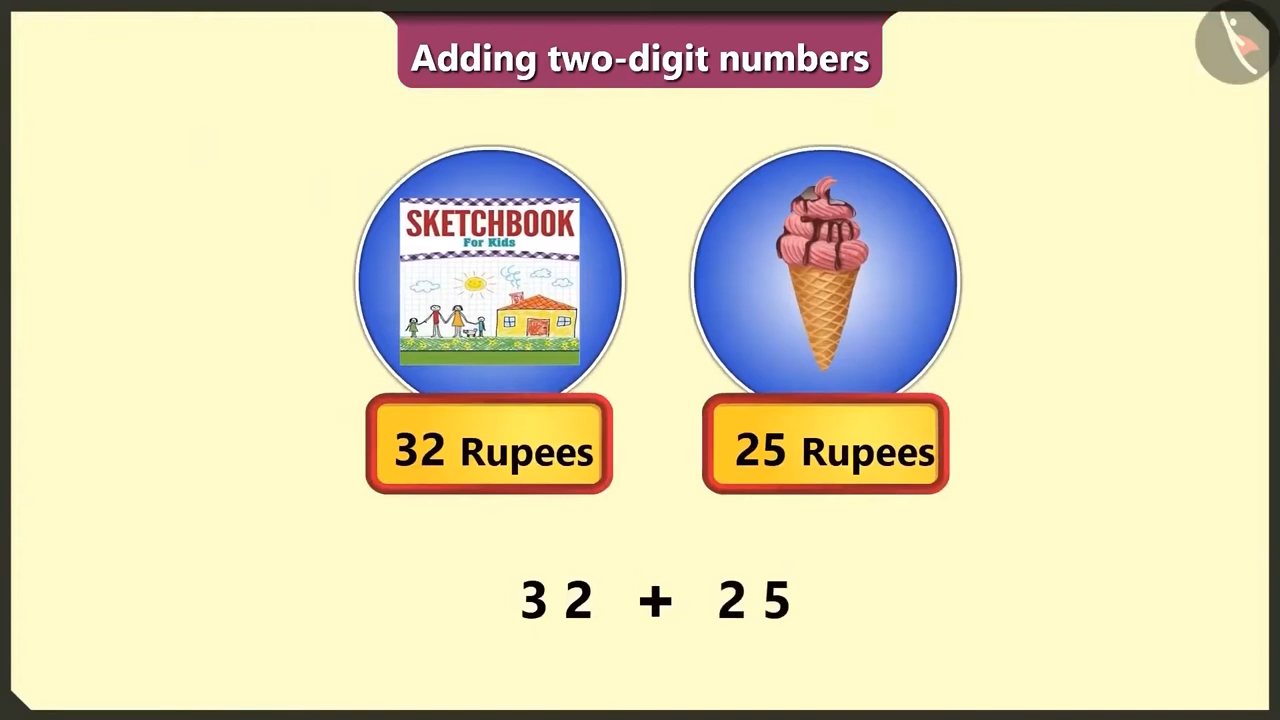 Adding two-digit numbers
SKETCHBOOK
For Kids
32 Rupees
25 Rupees
3 2 + 2 5